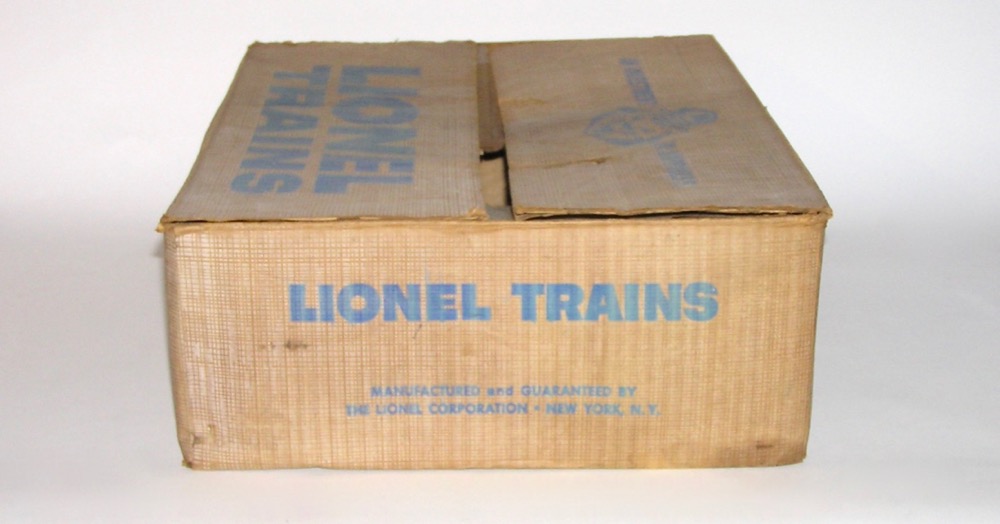 LIONEL
TRAINS
LIONEL TRAINS
MANUFACTURED and GUARANTEED BY
THE LIONEL CORPORATION • NEW YORK, N. Y.